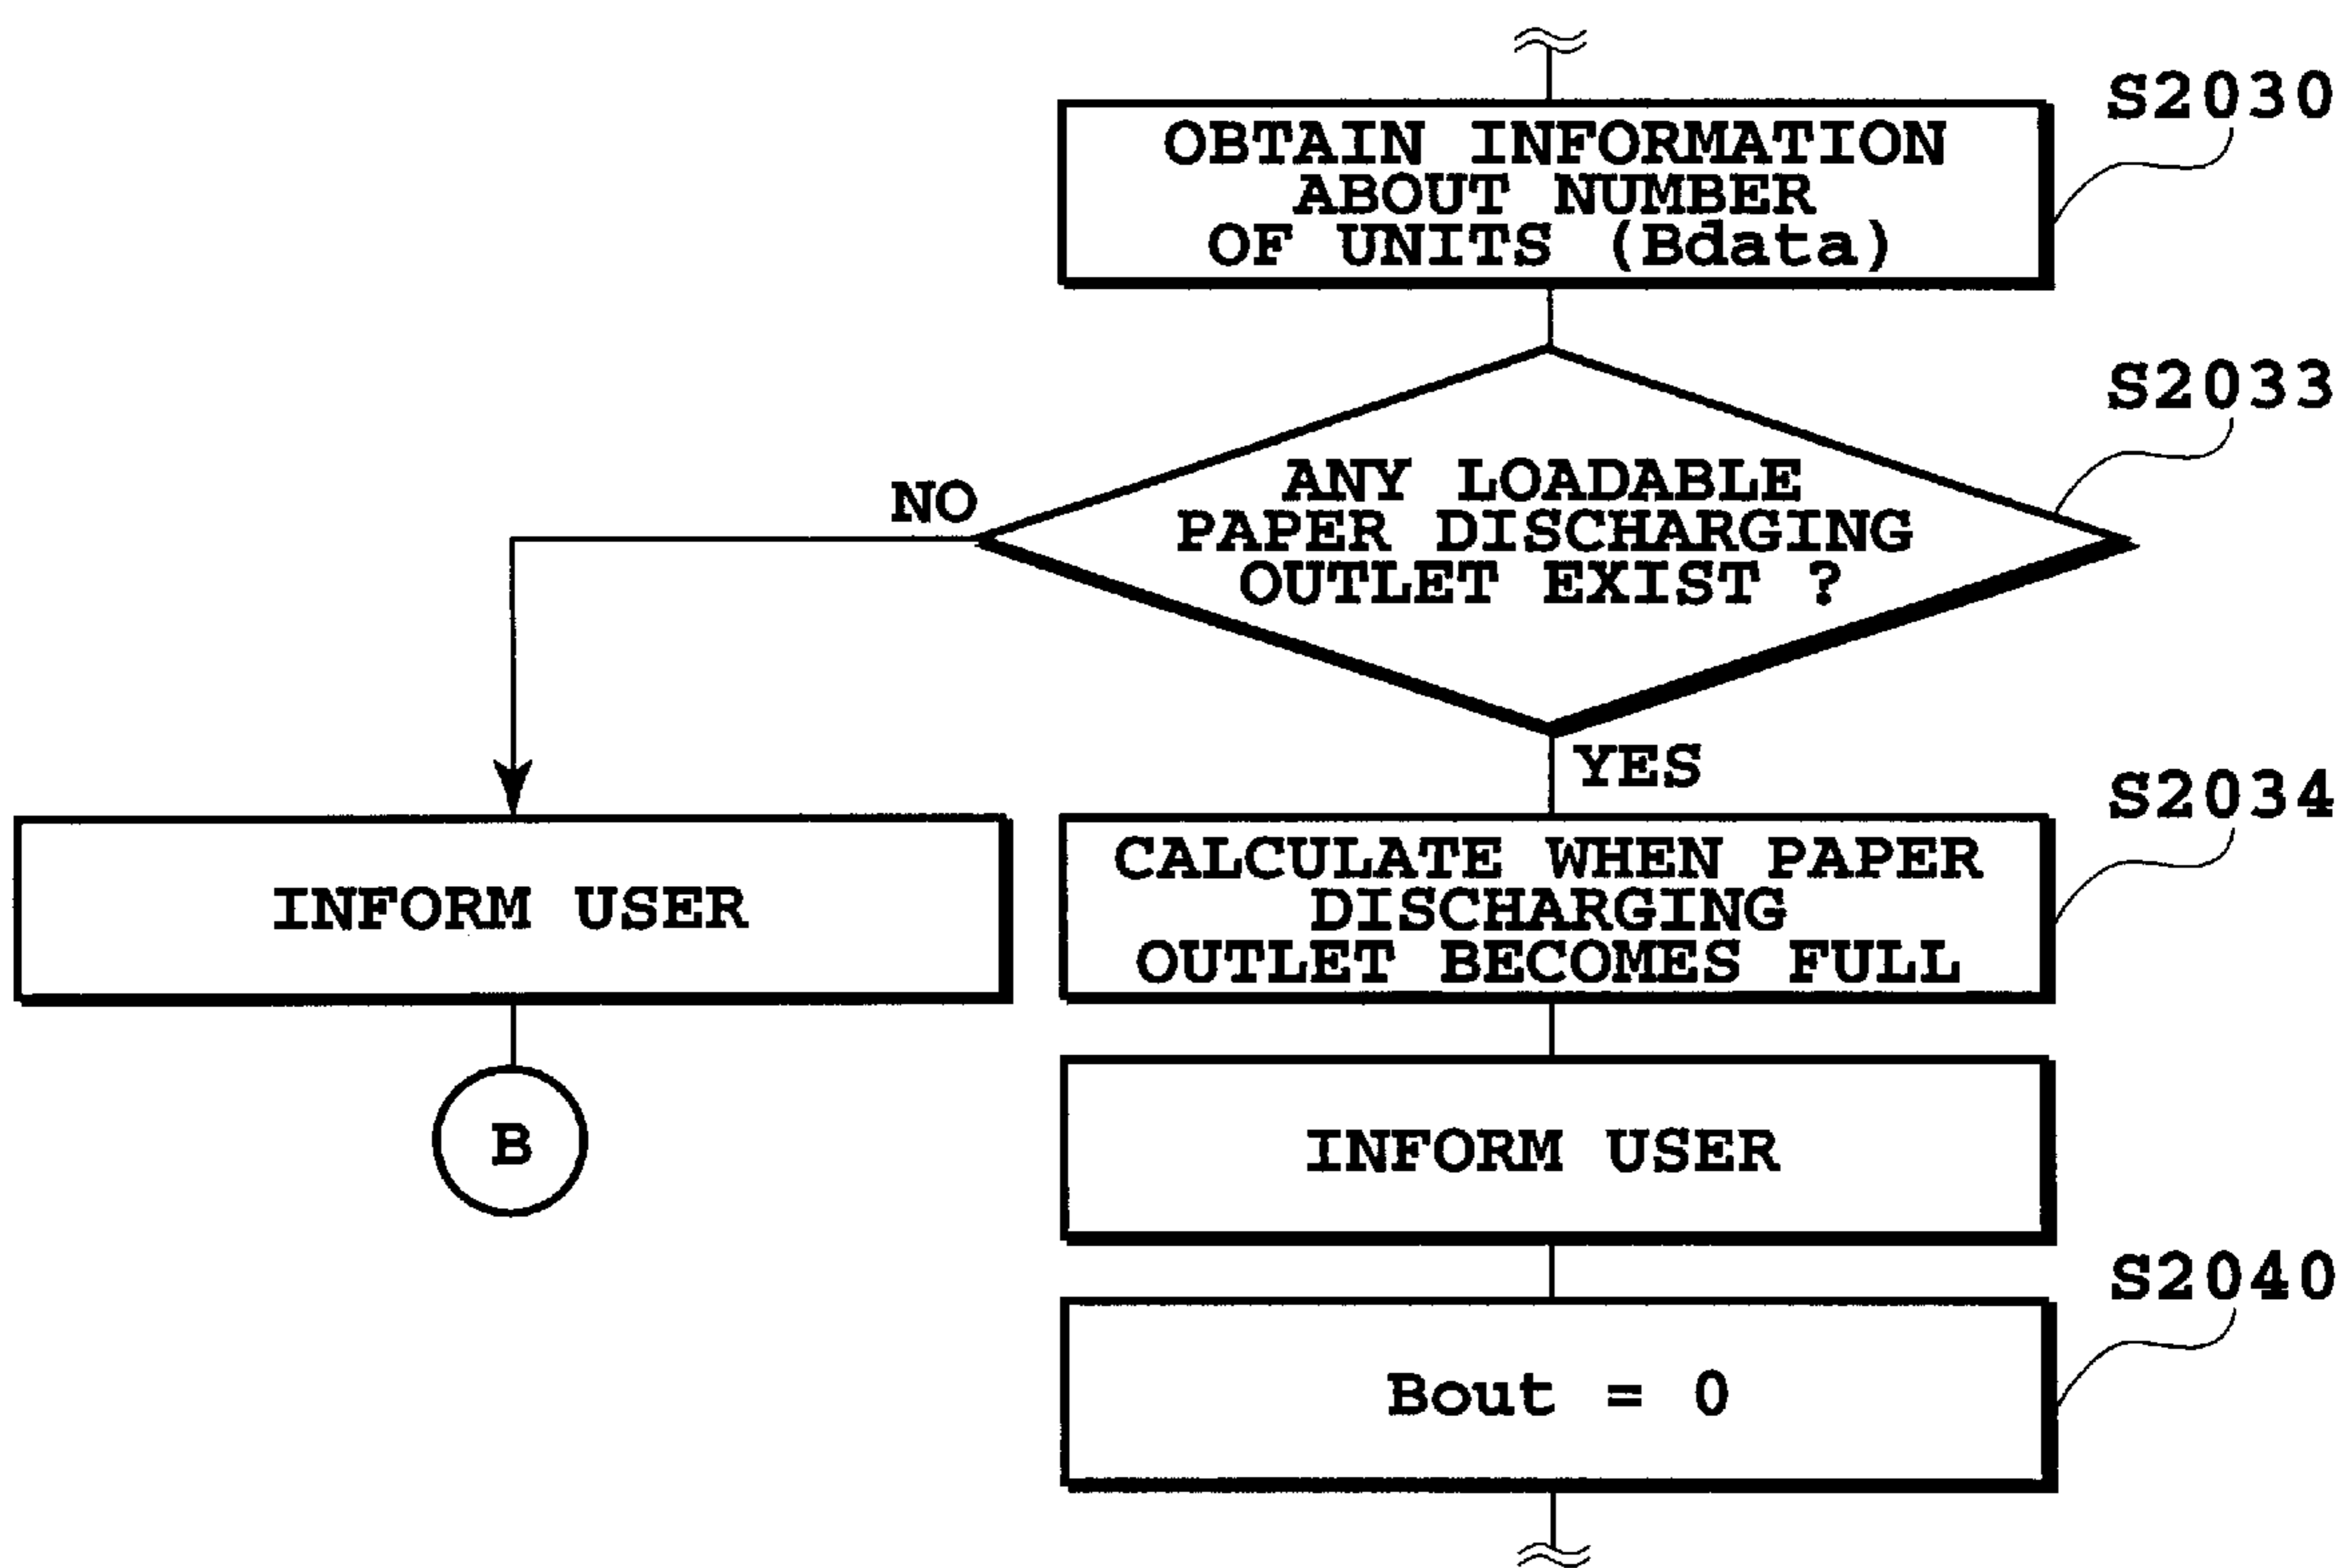 S2030
OBTAIN INFORMATION
ABOUT NUMBER
OF UNITS (Bdata)
S2033
ANY LOADABLE
PAPER DISCHARGING
OUTLET EXIST ?
NO
YES
S2034
INFORM USER
CALCULATE WHEN PAPER
DISCHARGING
OUTLET BECOMES FULL
B
INFORM USER
S2040
Bout = 0